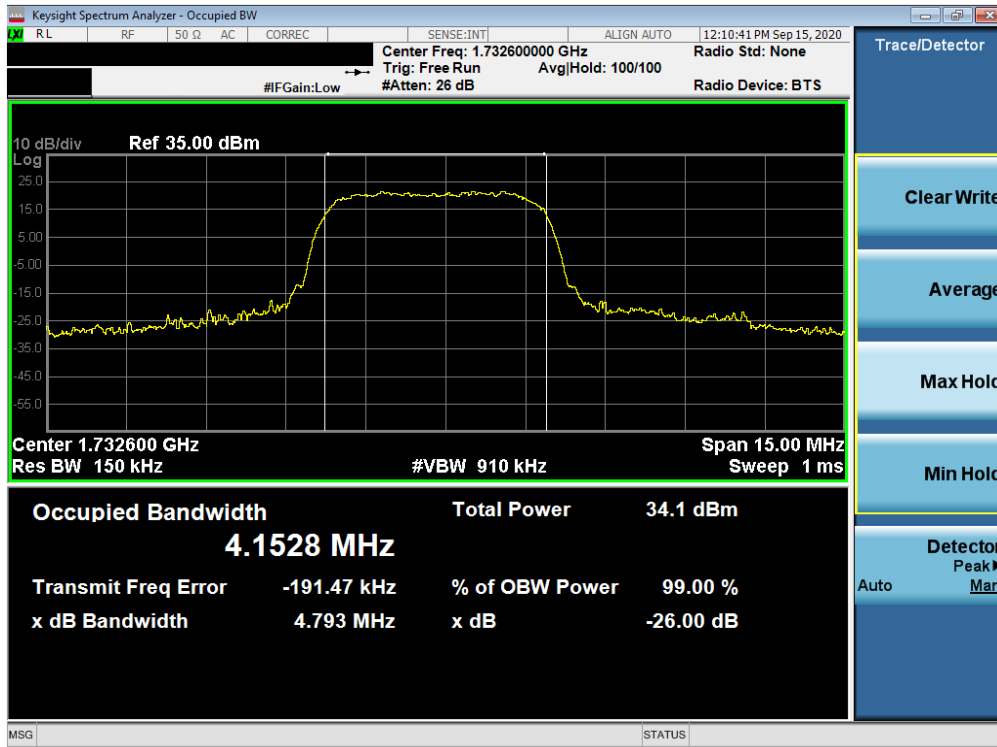 Keysight Spectrum Analyzer - Occupied BW
LXI RL RF 50 Ω AC CORREC SENSE:INT ALIGN AUTO 12:10:41 PM Sep 15, 2020
Center Freq: 1.732600000 GHz Radio Std: None
Trig: Free Run Avg|Hold: 100/100
#IFGain:Low #Atten: 26 dB Radio Device: BTS
Trace/Detector
10 dB/div Ref 35.00 dBm
Log
25.0
15.0
5.00
-5.00
-15.0
-25.0
-35.0
-45.0
-55.0
Center 1.732600 GHz Span 15.00 MHz
Res BW 150 kHz #VBW 910 kHz Sweep 1 ms
Occupied Bandwidth Total Power 34.1 dBm
4.1528 MHz
Transmit Freq Error -191.47 kHz % of OBW Power 99.00 %
x dB Bandwidth 4.793 MHz x dB -26.00 dB
Clear Write
Average
Max Hold
Min Hold
Detector
Peak
Auto Man
MSG STATUS